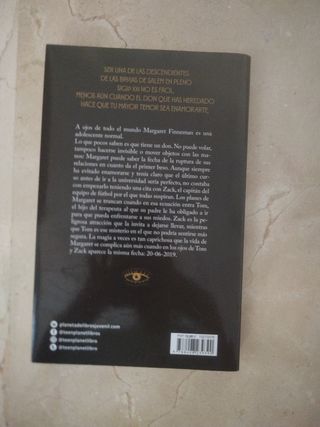 SER UNA DE LAS DESCENDIENTES
DE LAS BRUJAS DE SALEM EN PLENO
SIGLO XXI NO ES FÁCIL,
MENOS AÚN CUANDO EL DON QUE HAS HEREDADO
HACE QUE TU MAYOR TEMOR SEA ENAMORARTE.
A ojos de todo el mundo Margaret Finneman es una
adolescente normal.
Lo que pocos saben es que tiene un don. No puede volar,
tampoco hacerse invisible o mover objetos con las ma-
nos: Margaret puede saber la fecha de la ruptura de sus
relaciones en cuanto da el primer beso. Aunque siempre
ha evitado enamorarse y tenía claro que el último cur-
so antes de ir a la universidad sería perfecto, no contaba
con empezarlo teniendo una cita con Zack, el capitán del
equipo de fútbol por el que todas suspiran. Los planes de
Margaret se truncan cuando en esa ecuación entra Tom,
el hijo del terapeuta al que su padre le ha obligado a ir
para que pueda enfrentarse a sus miedos. Zack es la pe-
ligrosa atracción que la invita a dejarse llevar, mientras
que Tom es ese misterio en el que no podría sentirse más
segura. La magia a veces es tan caprichosa que la vida de
Margaret se complica aún más cuando en los ojos de Tom
y Zack aparece la misma fecha: 20-06-2019.
planetadelibrosjuvenil.com
@teenplanetlibros
@teenplanetlibro
@teenplanetlibro